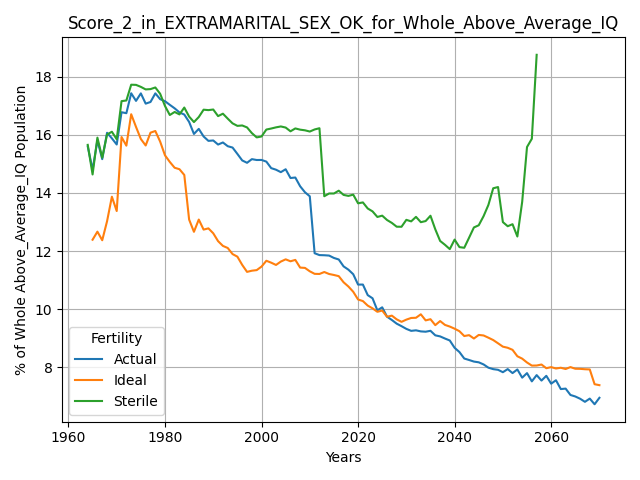 Score_2_in_EXTRAMARITAL_SEX_OK_for_Whole_Above_Average_IQ
% of Whole Above_Average_IQ Population
18
16
14
12
10
8
Fertility
Actual
Ideal
Sterile
1960
1980
2000
2020
2040
2060
Years